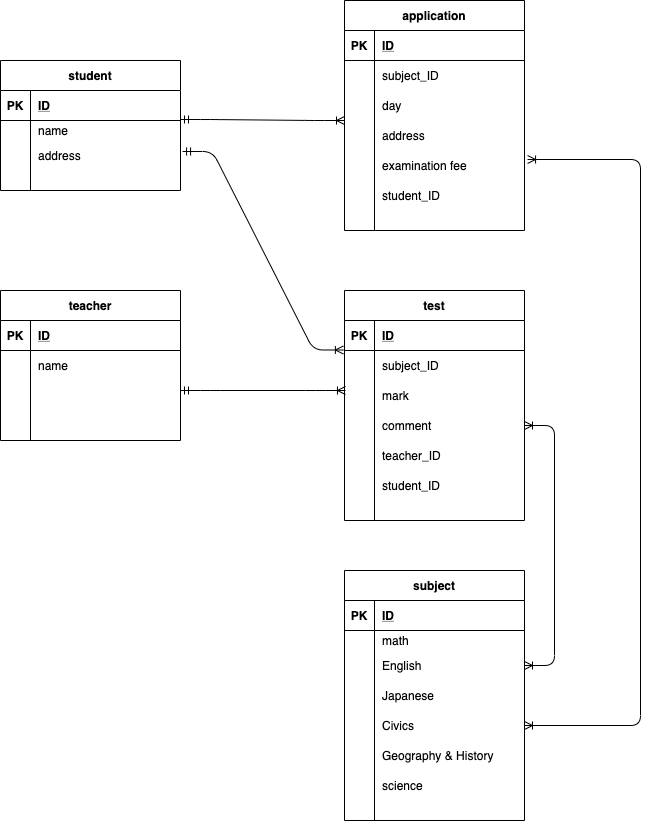 application
PK ID
subject_ID
day
address
examination fee
student_ID
student
PK ID
name
address
teacher
PK ID
name
test
PK ID
subject_ID
mark
comment
teacher_ID
student_ID
subject
PK ID
math
English
Japanese
Civics
Geography & History
science